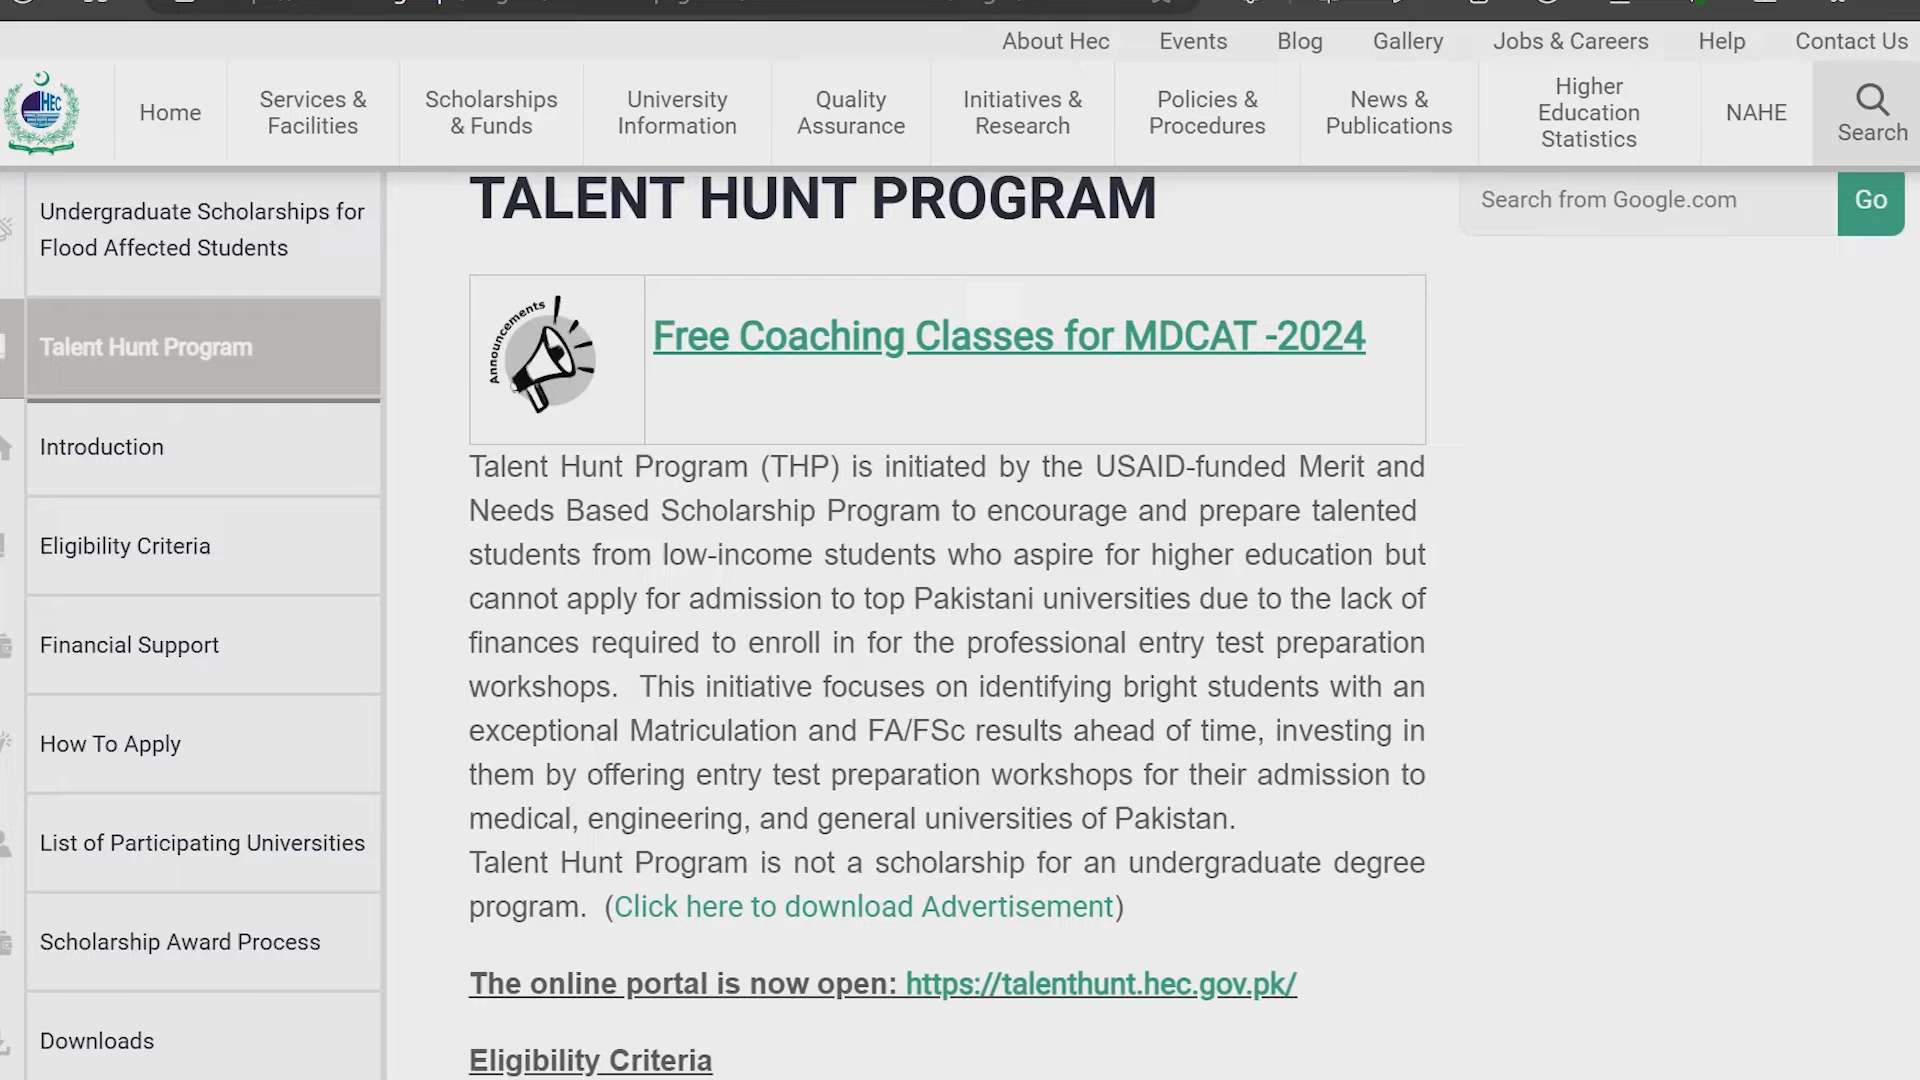 About Hec Events Blog Gallery Jobs & Careers Help Contact Us
HEC
Home
Services &
Facilities
Scholarships
& Funds
University
Information
Quality
Assurance
Initiatives &
Research
Policies &
Procedures
News &
Publications
Higher
Education
Statistics
NAHE
Search
Undergraduate Scholarships for
Flood Affected Students
Talent Hunt Program
Introduction
Eligibility Criteria
Financial Support
How To Apply
List of Participating Universities
Scholarship Award Process
Downloads
TALENT HUNT PROGRAM
Search from Google.com
Go
Announcements
Free Coaching Classes for MDCAT -2024
Talent Hunt Program (THP) is initiated by the USAID-funded Merit and
Needs Based Scholarship Program to encourage and prepare talented
students from low-income students who aspire for higher education but
cannot apply for admission to top Pakistani universities due to the lack of
finances required to enroll in for the professional entry test preparation
workshops. This initiative focuses on identifying bright students with an
exceptional Matriculation and FA/FSc results ahead of time, investing in
them by offering entry test preparation workshops for their admission to
medical, engineering, and general universities of Pakistan.
Talent Hunt Program is not a scholarship for an undergraduate degree
program. (Click here to download Advertisement)
The online portal is now open: https://talenthunt.hec.gov.pk/
Eligibility Criteria